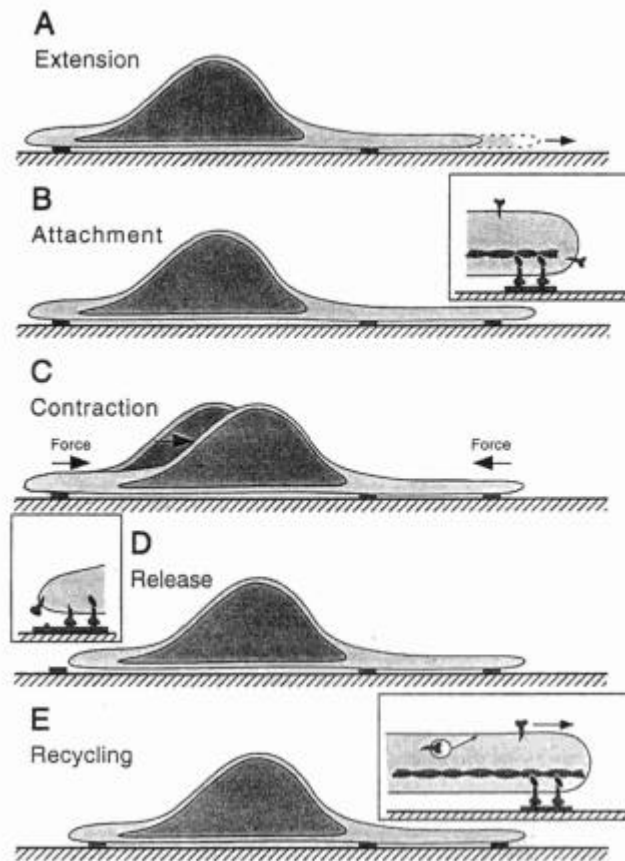 A
Extension
B
Attachment
C
Contraction
Force
Force
D
Release
E
Recycling